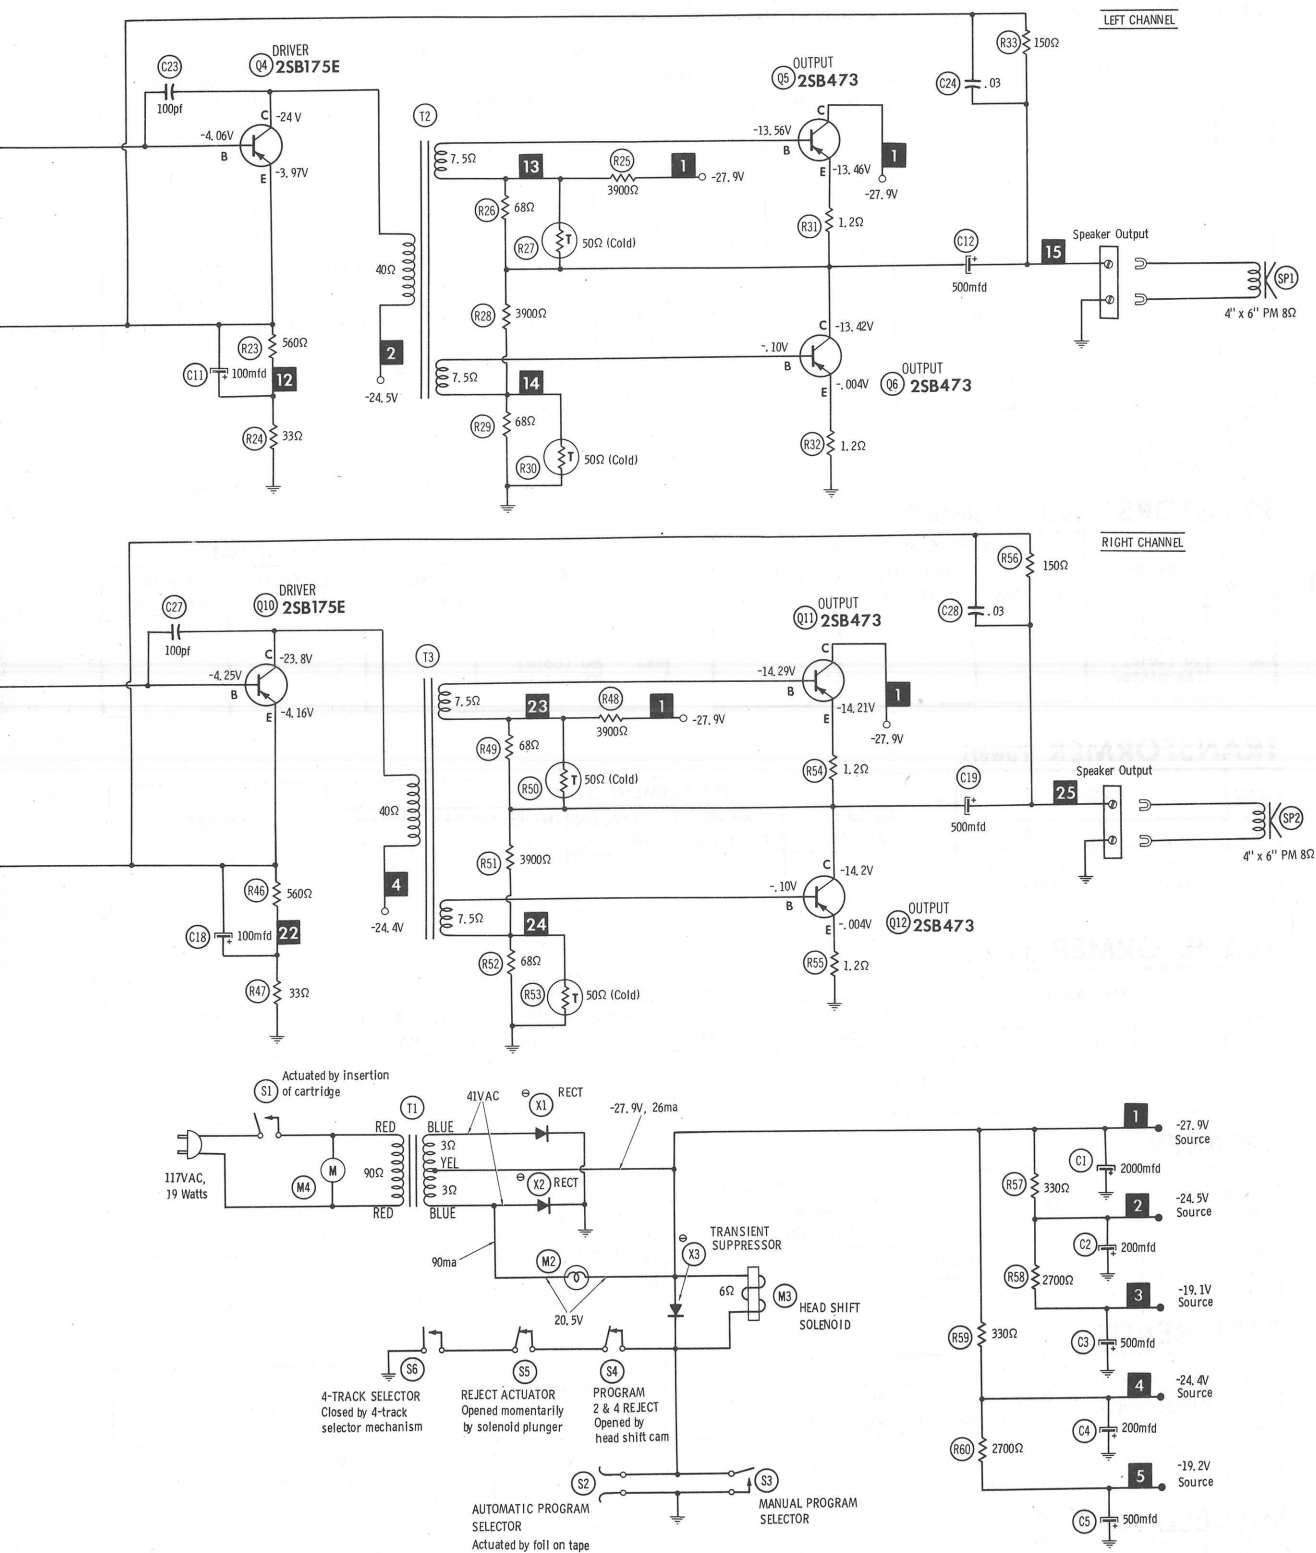 LEFT CHANNEL
DRIVER
Q4 2SB175E
C23
100pf
C
-24V
-4.06V
B
E
-3.97V
T2
OUTPUT
Q5 2SB473
C
-13.56V
B
E
-13.46V
1
-27.9V
C24
.03
R33
150Ω
7.5Ω
13
R25
3900Ω
1
-27.9V
R26
68Ω
R27
T
50Ω (Cold)
R31
1.2Ω
C12
500mfd
15
Speaker Output
SP1
4" x 6" PM 8Ω
40Ω
2
-24.5V
R28
3900Ω
C
-13.42V
-.10V
B
E
-.004V
OUTPUT
Q6 2SB473
R23
560Ω
C11
100mfd
12
R24
33Ω
7.5Ω
14
R29
68Ω
R30
T
50Ω (Cold)
R32
1.2Ω
RIGHT CHANNEL
DRIVER
Q10 2SB175E
C27
100pf
C
-23.8V
-4.25V
B
E
-4.16V
T3
OUTPUT
Q11 2SB473
C
-14.29V
B
E
-14.21V
1
-27.9V
C28
.03
R56
150Ω
7.5Ω
23
R48
3900Ω
1
-27.9V
R49
68Ω
R50
T
50Ω (Cold)
R54
1.2Ω
C19
500mfd
25
Speaker Output
SP2
4" x 6" PM 8Ω
40Ω
4
-24.4V
R51
3900Ω
C
-14.2V
-.10V
B
E
-.004V
OUTPUT
Q12 2SB473
R46
560Ω
C18
100mfd
22
R47
33Ω
7.5Ω
24
R52
68Ω
R53
T
50Ω (Cold)
R55
1.2Ω
S1
Actuated by insertion
of cartridge
117VAC,
19 Watts
M4
M
RED
90Ω
RED
T1
BLUE
3Ω
YEL
3Ω
BLUE
41VAC
X1
RECT
X2
RECT
-27.9V, 26ma
90ma
M2
20.5V
X3
TRANSIENT
SUPPRESSOR
6Ω
M3
HEAD SHIFT
SOLENOID
S6
4-TRACK SELECTOR
Closed by 4-track
selector mechanism
S5
REJECT ACTUATOR
Opened momentarily
by solenoid plunger
S4
PROGRAM
2 & 4 REJECT
Opened by
head shift cam
S2
AUTOMATIC PROGRAM
SELECTOR
Actuated by foil on tape
S3
MANUAL PROGRAM
SELECTOR
1
-27.9V
Source
C1
2000mfd
R57
330Ω
2
-24.5V
Source
C2
200mfd
R58
2700Ω
3
-19.1V
Source
C3
500mfd
R59
330Ω
4
-24.4V
Source
C4
200mfd
R60
2700Ω
5
-19.2V
Source
C5
500mfd